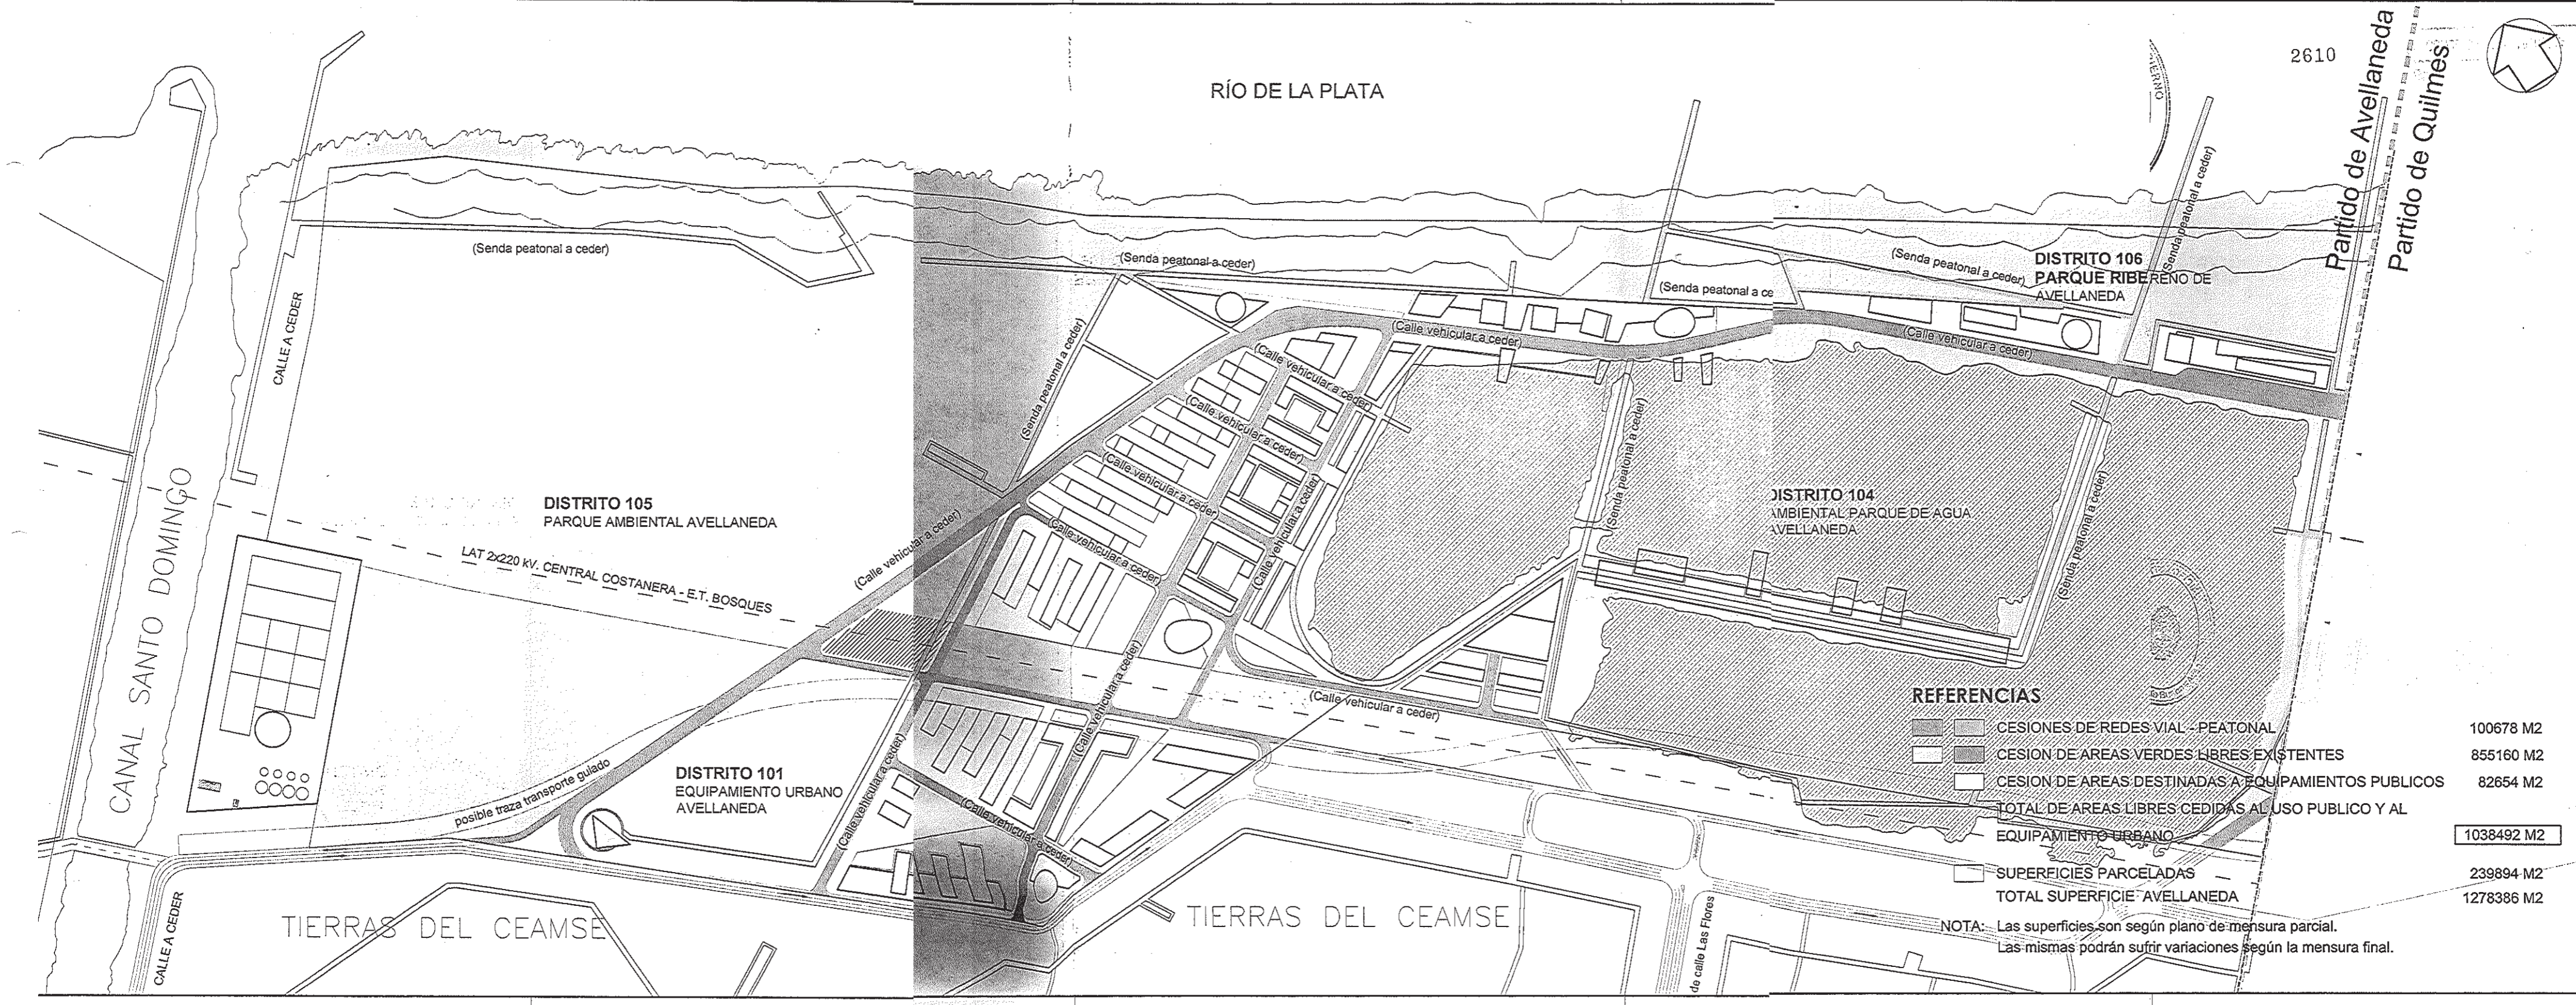 2610
Partido de Avellaneda
Partido de Quilmes
RÍO DE LA PLATA
(Senda peatonal a ceder)
(Senda peatonal a ceder)
(Senda peatonal a ceder)
(Senda peatonal a ceder)
(Senda peatonal a ce
(Senda peatonal a ceder)
DISTRITO 106
PARQUE RIBEREÑO DE
AVELLANEDA
CALLE A CEDER
(Senda peatonal a ceder)
(Calle vehicular a ceder)
(Calle vehicular a ceder)
(Calle vehicular a ceder)
(Calle vehicular a ceder)
(Calle vehicular a ceder)
(Calle vehicular a ceder)
(Calle vehicular a ceder)
(Calle vehicular a ceder)
(Senda peatonal a ceder)
(Senda peatonal a ceder)
DISTRITO 104
AMBIENTAL PARQUE DE AGUA
AVELLANEDA
DISTRITO 105
PARQUE AMBIENTAL AVELLANEDA
LAT 2x220 kV. CENTRAL COSTANERA - E.T. BOSQUES
CANAL SANTO DOMINGO
(Calle vehicular a ceder)
(Calle vehicular a ceder)
(Calle vehicular a ceder)
(Calle vehicular a ceder)
posible traza transporte guiado
DISTRITO 101
EQUIPAMIENTO URBANO
AVELLANEDA
CALLE A CEDER
TIERRAS DEL CEAMSE
TIERRAS DEL CEAMSE
de calle Las Flores
REFERENCIAS
CESIONES DE REDES VIAL - PEATONAL 100678 M2
CESION DE AREAS VERDES LIBRES EXISTENTES 855160 M2
CESION DE AREAS DESTINADAS A EQUIPAMIENTOS PUBLICOS 82654 M2
TOTAL DE AREAS LIBRES CEDIDAS AL USO PUBLICO Y AL
EQUIPAMIENTO URBANO 1038492 M2
SUPERFICIES PARCELADAS 239894 M2
TOTAL SUPERFICIE AVELLANEDA 1278386 M2
NOTA: Las superficies son según plano de mensura parcial.
Las mismas podrán sufrir variaciones según la mensura final.